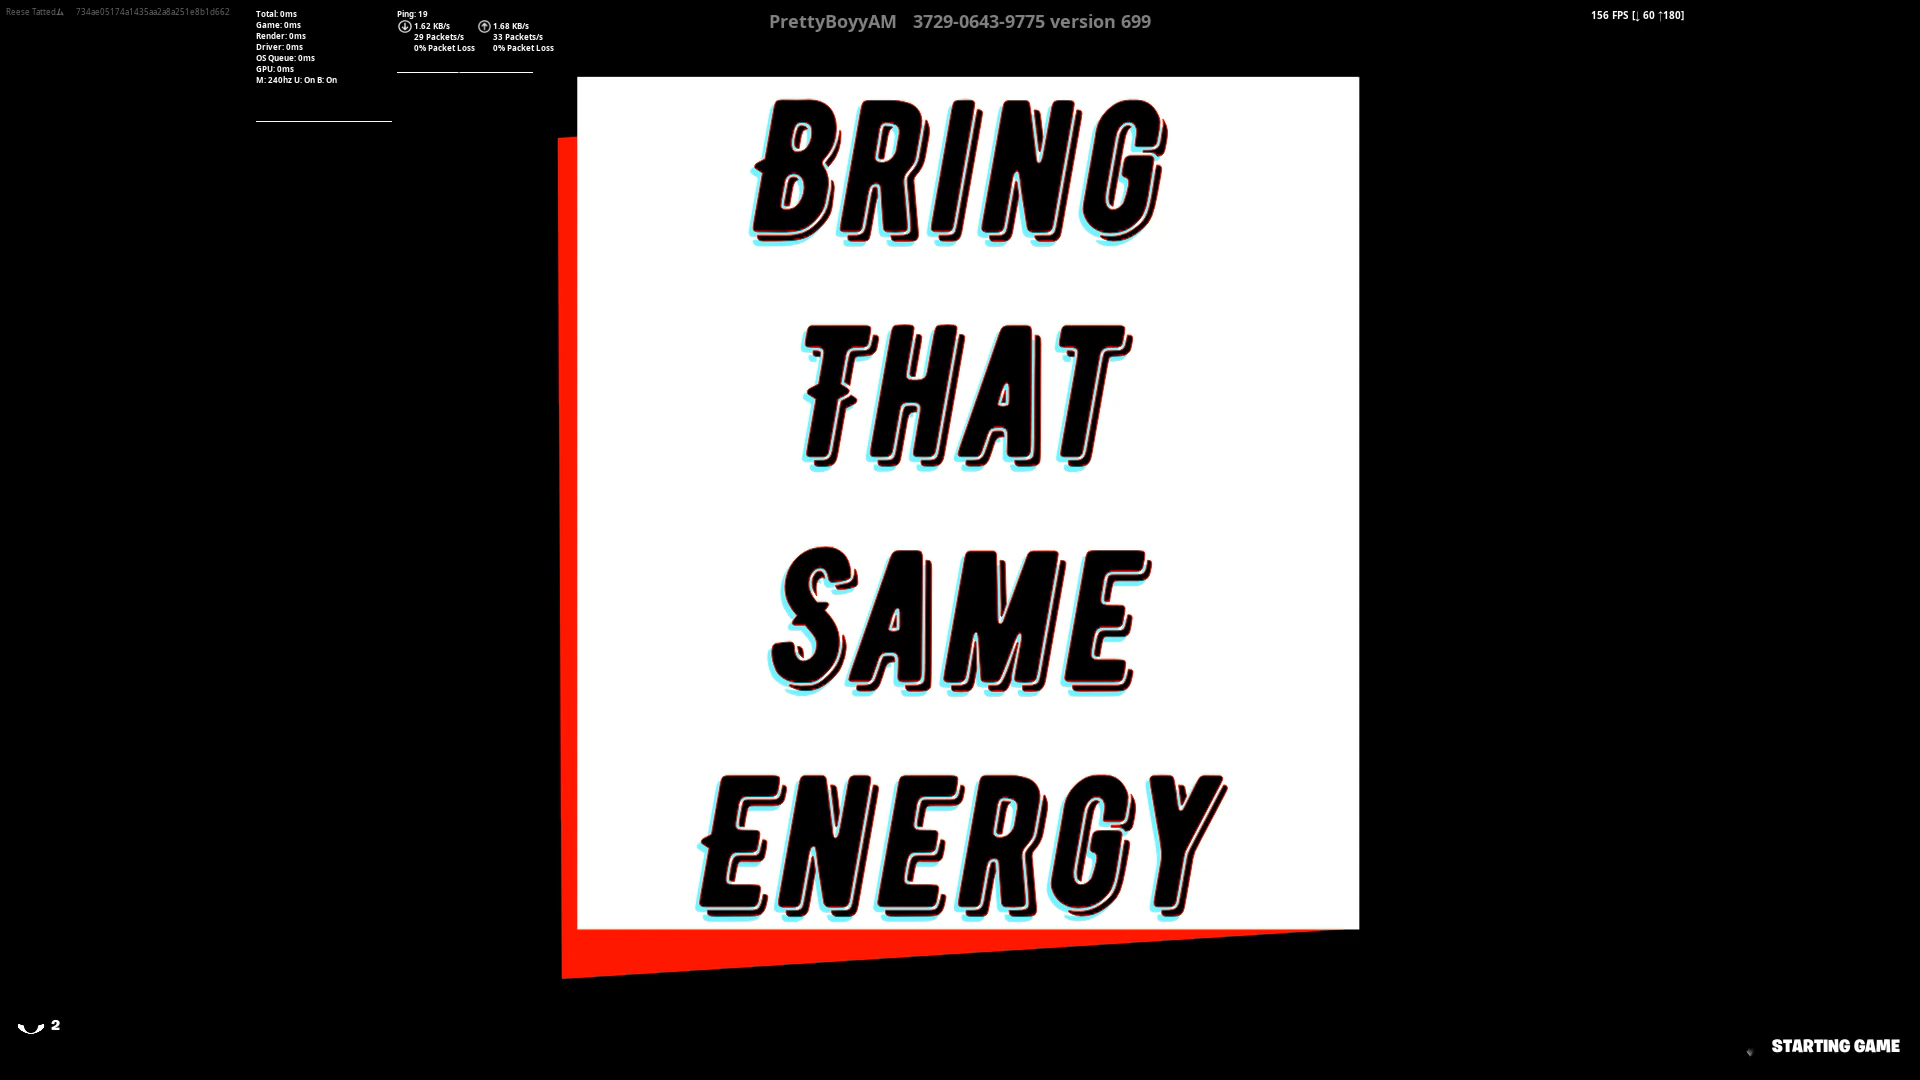 Reese Tatted 734ae05174a1435aa2a8a251e8b1d662
Total: 0ms
Game: 0ms
Render: 0ms
Driver: 0ms
OS Queue: 0ms
GPU: 0ms
M: 240hz U: On B: On
Ping: 19
1.62 KB/s 1.68 KB/s
29 Packets/s 33 Packets/s
0% Packet Loss 0% Packet Loss
PrettyBoyyAM 3729-0643-9775 version 699
156 FPS [↓ 60 ↑180]
BRING
THAT
SAME
ENERGY
2
STARTING GAME